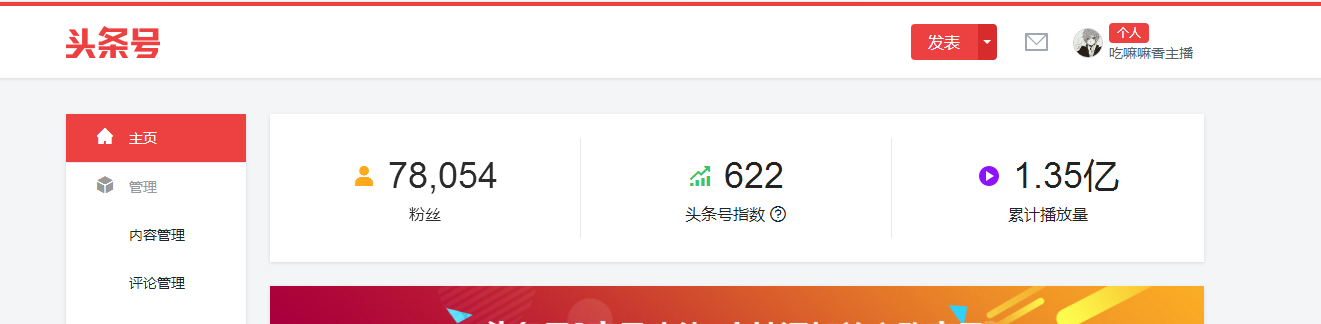 头条号
发表
个人
吃嘛嘛香主播
主页
管理
内容管理
评论管理
78,054
粉丝
622
头条号指数
1.35亿
累计播放量